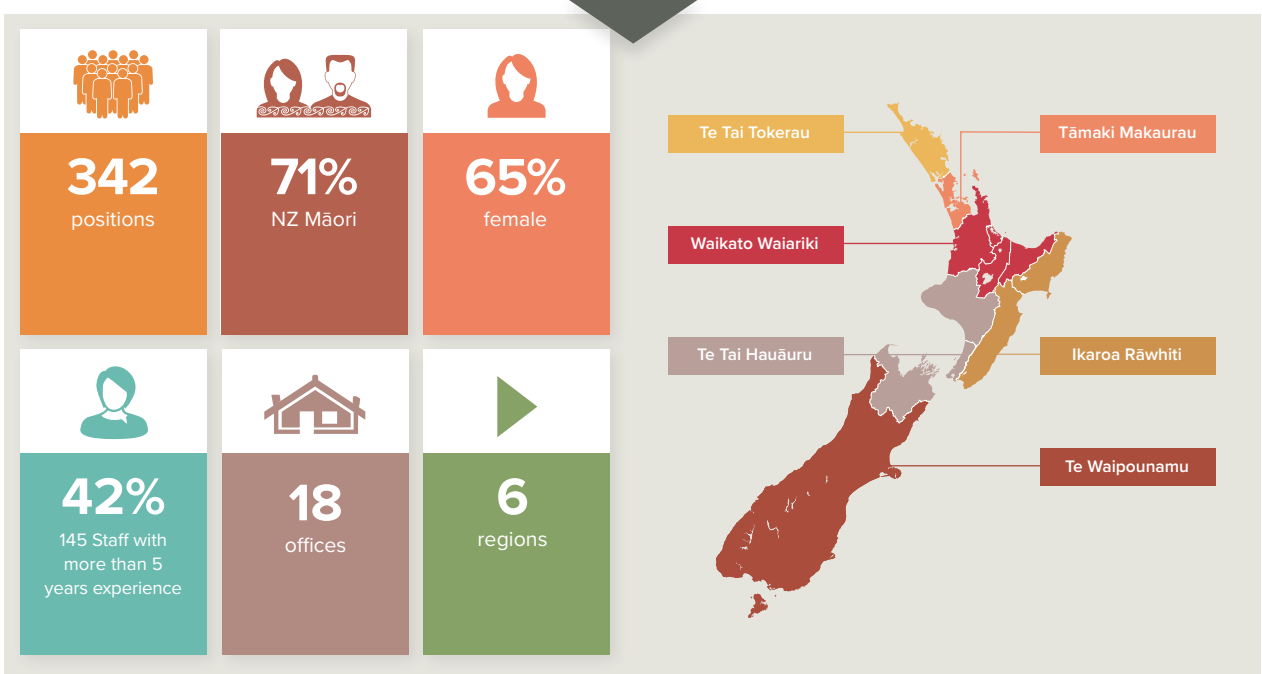 342
positions
71%
NZ Māori
65%
female
42%
145 Staff with
more than 5
years experience
18
offices
6
regions
Te Tai Tokerau
Tāmaki Makaurau
Waikato Waiariki
Te Tai Hauāuru
Ikaroa Rāwhiti
Te Waipounamu